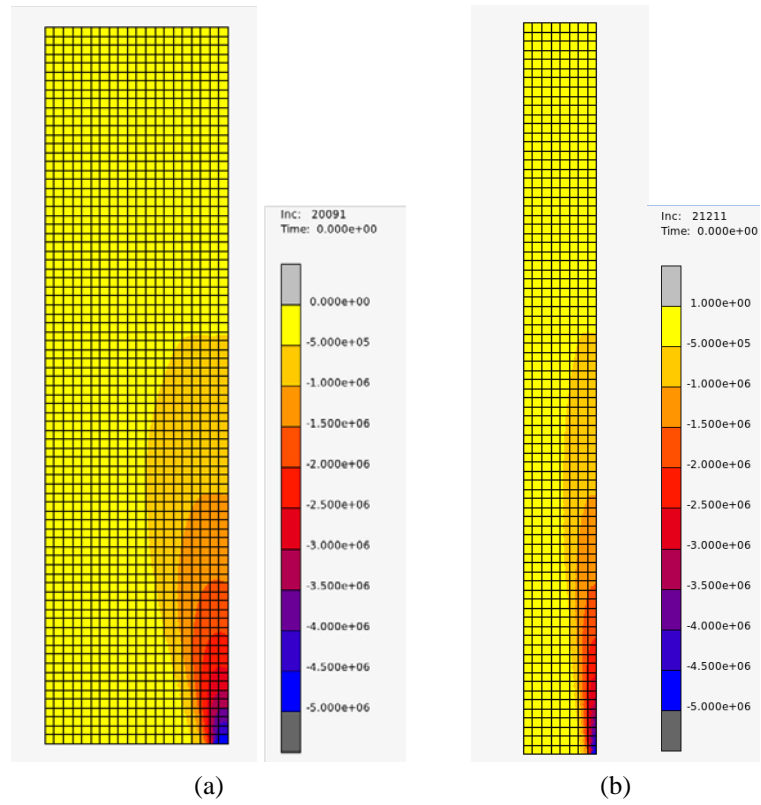 Inc: 20091
Time: 0.000e+00
0.000e+00
-5.000e+05
-1.000e+06
-1.500e+06
-2.000e+06
-2.500e+06
-3.000e+06
-3.500e+06
-4.000e+06
-4.500e+06
-5.000e+06
(a)
Inc: 21211
Time: 0.000e+00
1.000e+00
-5.000e+05
-1.000e+06
-1.500e+06
-2.000e+06
-2.500e+06
-3.000e+06
-3.500e+06
-4.000e+06
-4.500e+06
-5.000e+06
(b)